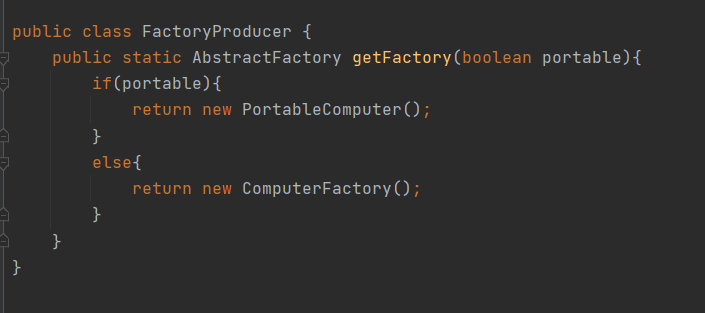 public class FactoryProducer {
    public static AbstractFactory getFactory(boolean portable){
        if(portable){
            return new PortableComputer();
        }
        else{
            return new ComputerFactory();
        }
    }
}